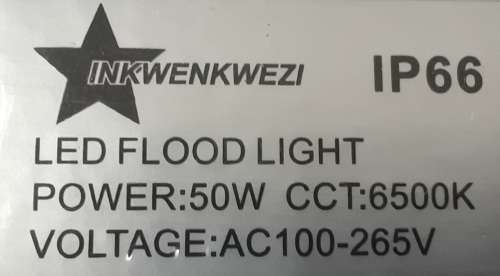 INKWENKWEZI IP66
LED FLOOD LIGHT
POWER:50W CCT:6500K
VOLTAGE:AC100-265V